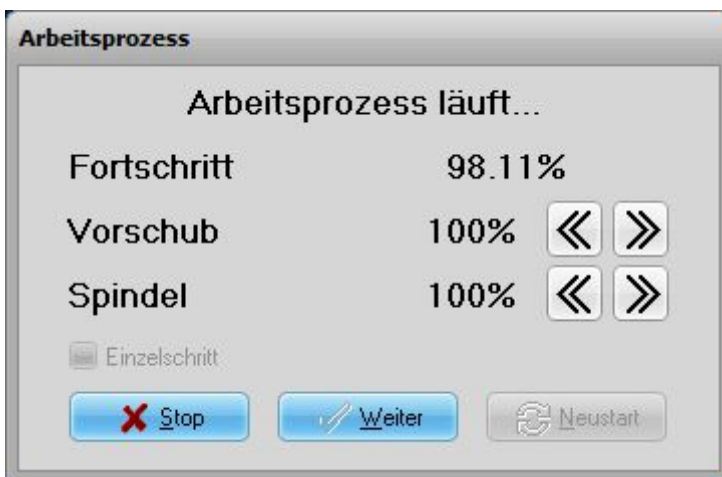 Arbeitsprozess
Arbeitsprozess läuft...
Fortschritt 98.11%
Vorschub 100%
Spindel 100%
Einzelschritt
Stop Weiter Neustart